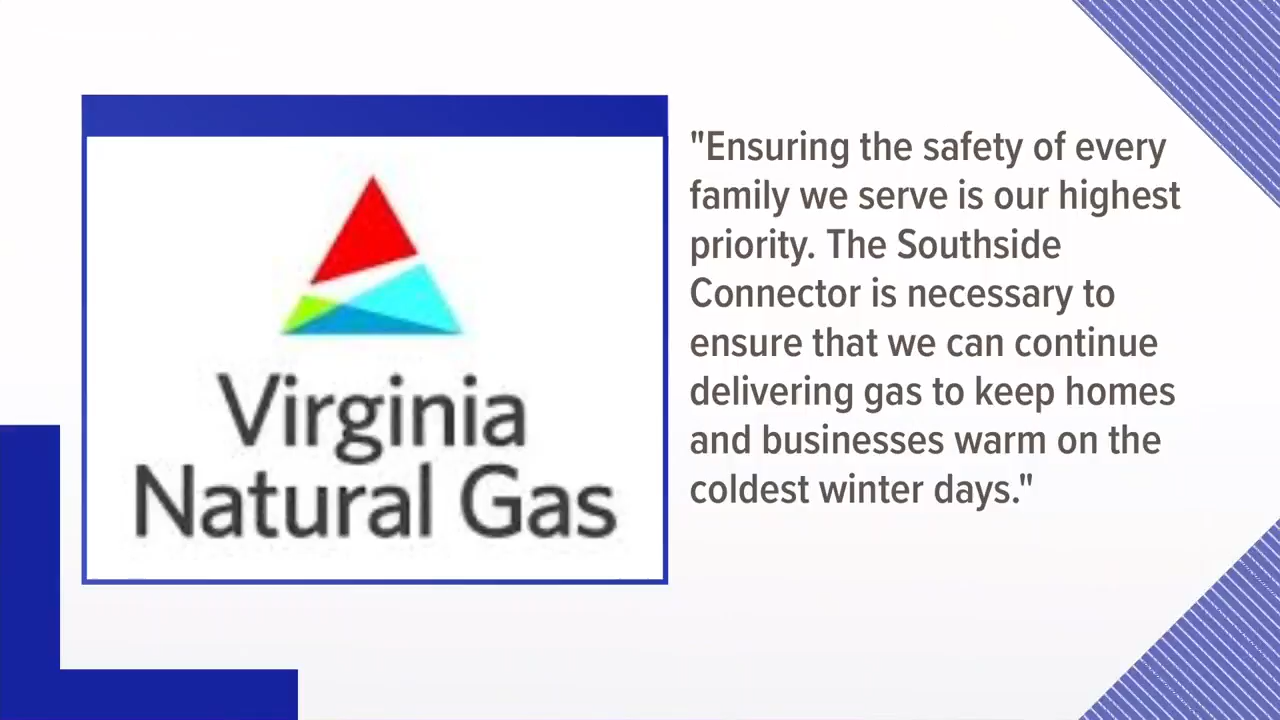 Virginia
Natural Gas
"Ensuring the safety of every
family we serve is our highest
priority. The Southside
Connector is necessary to
ensure that we can continue
delivering gas to keep homes
and businesses warm on the
coldest winter days."